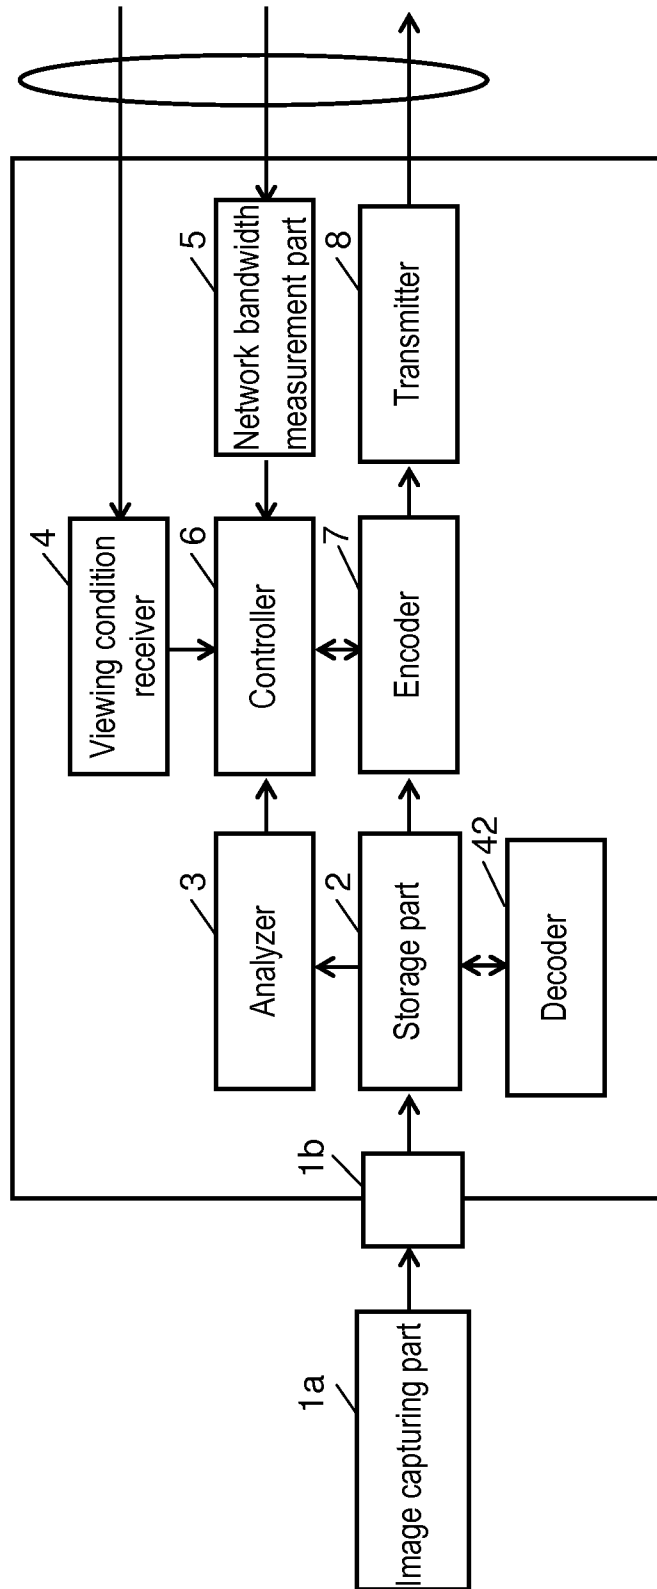 1a
Image capturing part
1b
3
Analyzer
2
Storage part
42
Decoder
4
Viewing condition
receiver
6
Controller
7
Encoder
5
Network bandwidth
measurement part
8
Transmitter